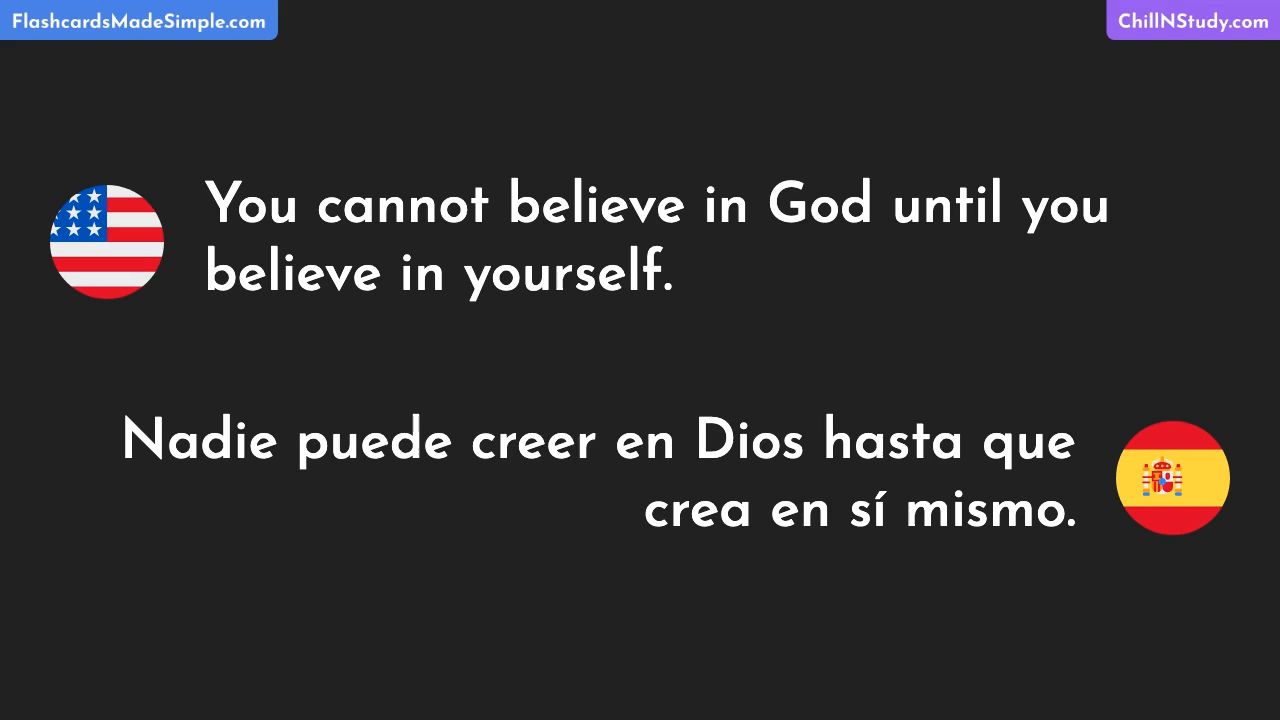 FlashcardsMadeSimple.com
ChillNStudy.com
You cannot believe in God until you
believe in yourself.
Nadie puede creer en Dios hasta que
crea en sí mismo.